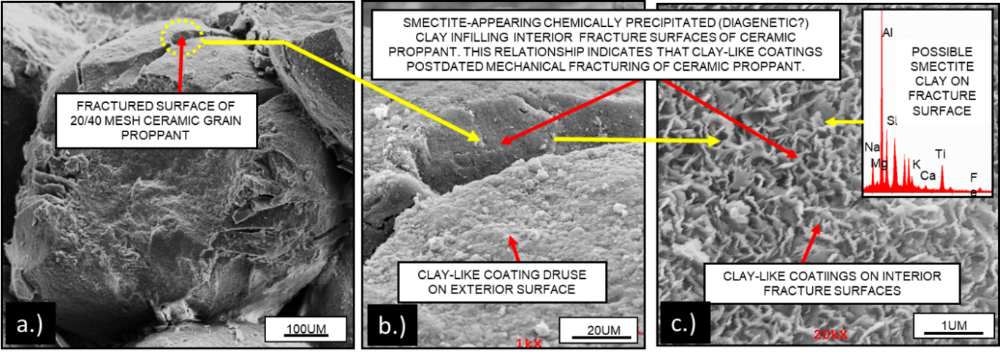 FRACTURED SURFACE OF
20/40 MESH CERAMIC GRAIN
PROPPANT
a.)
100UM
SMECTITE-APPEARING CHEMICALLY PRECIPITATED (DIAGENETIC?)
CLAY INFILLING INTERIOR FRACTURE SURFACES OF CERAMIC
PROPPANT. THIS RELATIONSHIP INDICATES THAT CLAY-LIKE COATINGS
POSTDATED MECHANICAL FRACTURING OF CERAMIC PROPPANT.
CLAY-LIKE COATING DRUSE
ON EXTERIOR SURFACE
b.)
1kX
20UM
Al
Si
Na
Mg
K
Ca
Ti
F
e
POSSIBLE
SMECTITE
CLAY ON
FRACTURE
SURFACE
CLAY-LIKE COATIINGS ON INTERIOR
FRACTURE SURFACES
c.)
20kX
1UM